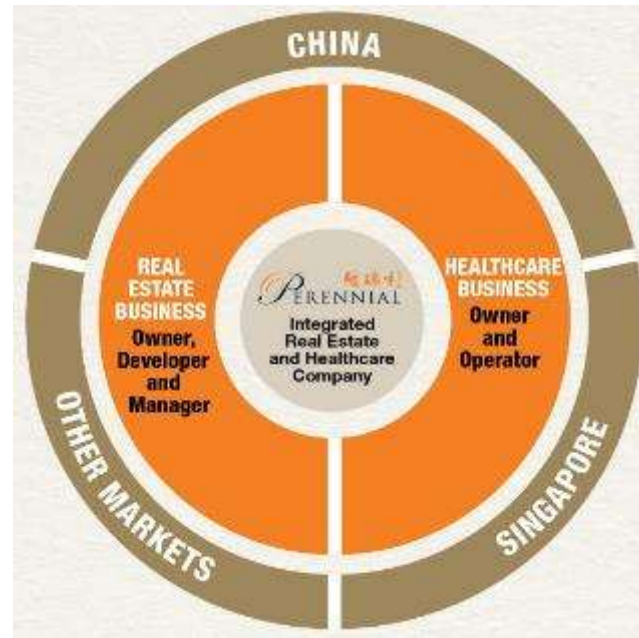 CHINA
REAL
ESTATE
BUSINESS
Owner,
Developer
and
Manager
PERENNIAL
Integrated
Real Estate
and Healthcare
Company
HEALTHCARE
BUSINESS
Owner
and
Operator
OTHER MARKETS
SINGAPORE